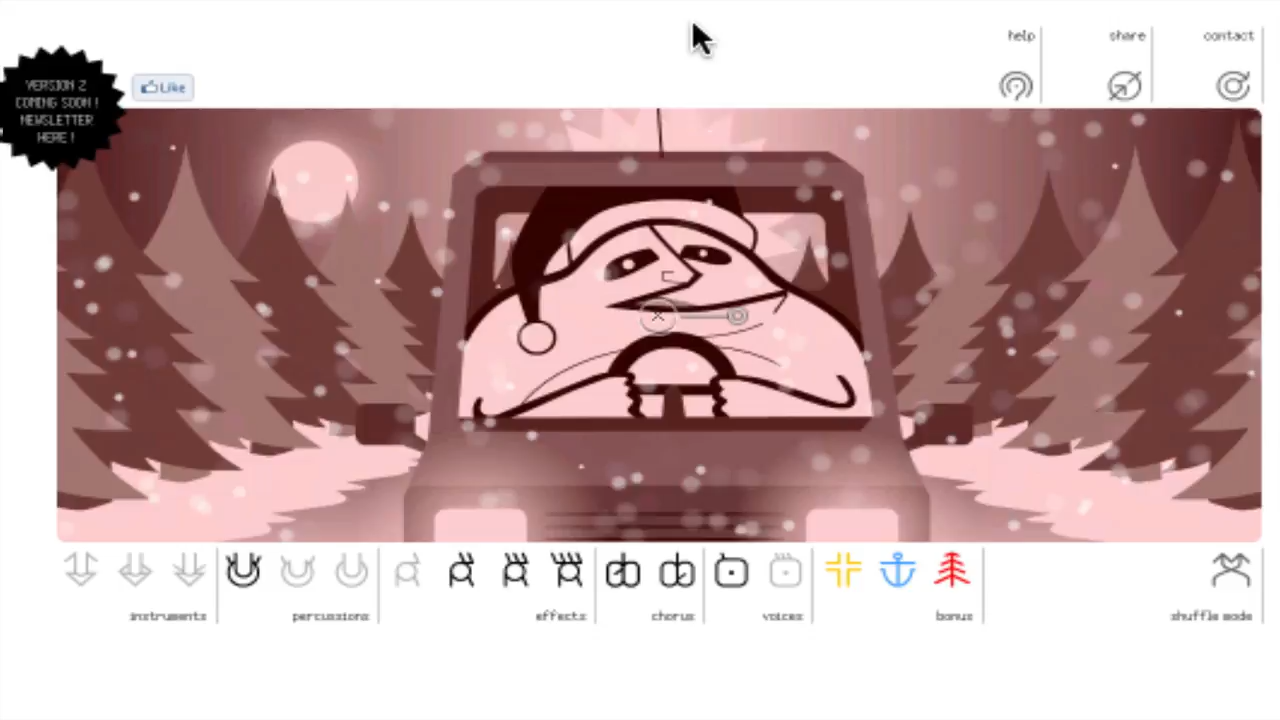 help
share
contact
VERSION 2
COMING SOON !
NEWSLETTER
HERE !
Like
instruments
percussions
effects
chorus
voices
bonus
shuffle mode